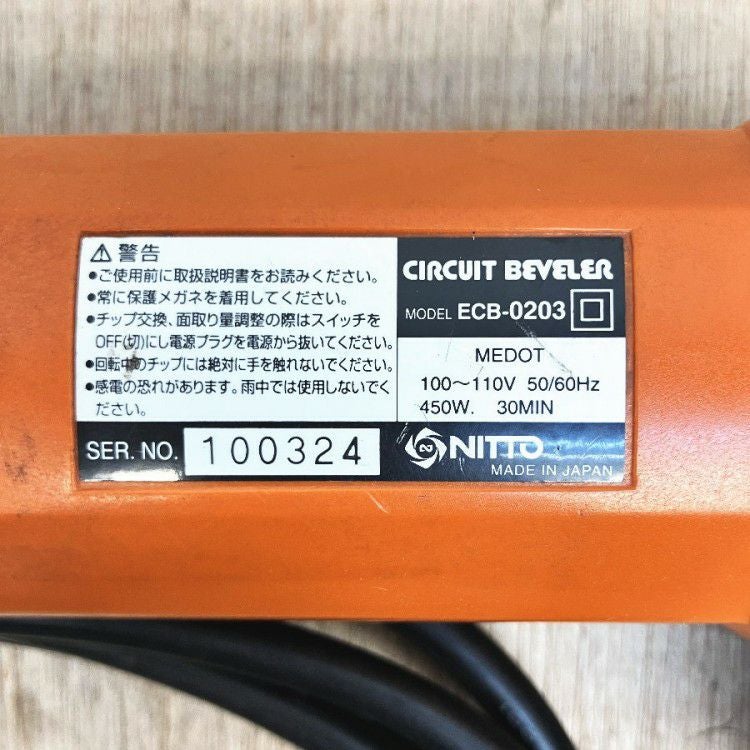 警告
●ご使用前に取扱説明書をお読みください。
●常に保護メガネを着用してください。
●チップ交換、面取り量調整の際はスイッチを
OFF(切)にし電源プラグを電源から抜いてください。
●回転中のチップには絶対に手を触れないでください。
●感電の恐れがあります。雨中では使用しないでく
ださい。
SER. NO. 100324
CIRCUIT BEVELER
MODEL ECB-0203
MEDOT
100～110V 50/60Hz
450W. 30MIN
NITTO
MADE IN JAPAN